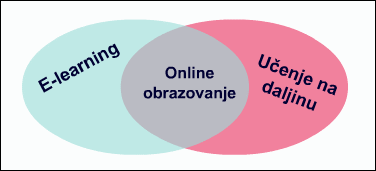 E-learning
Online
obrazovanje
Učenje na
daljinu